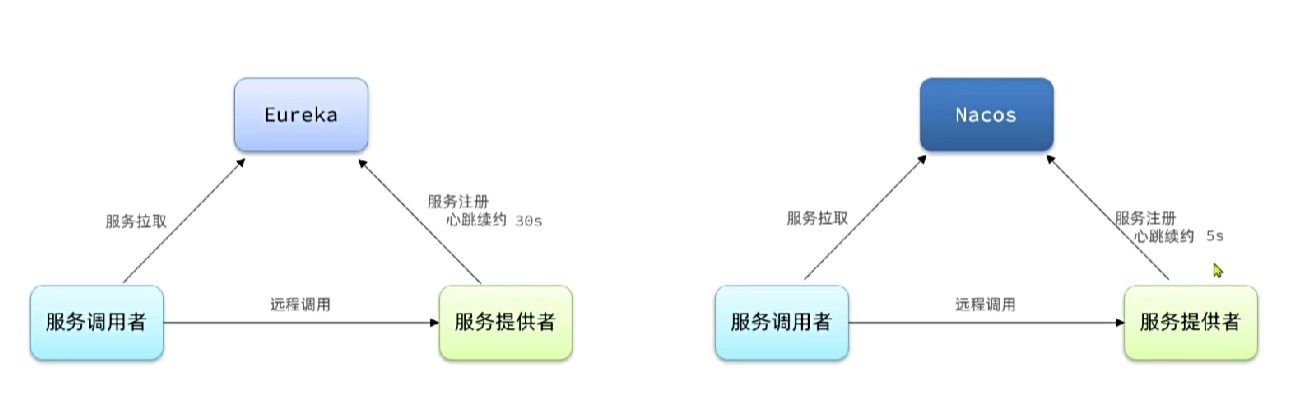 Eureka
服务拉取
服务注册
心跳续约 30s
服务调用者
远程调用
服务提供者
Nacos
服务拉取
服务注册
心跳续约 5s
服务调用者
远程调用
服务提供者